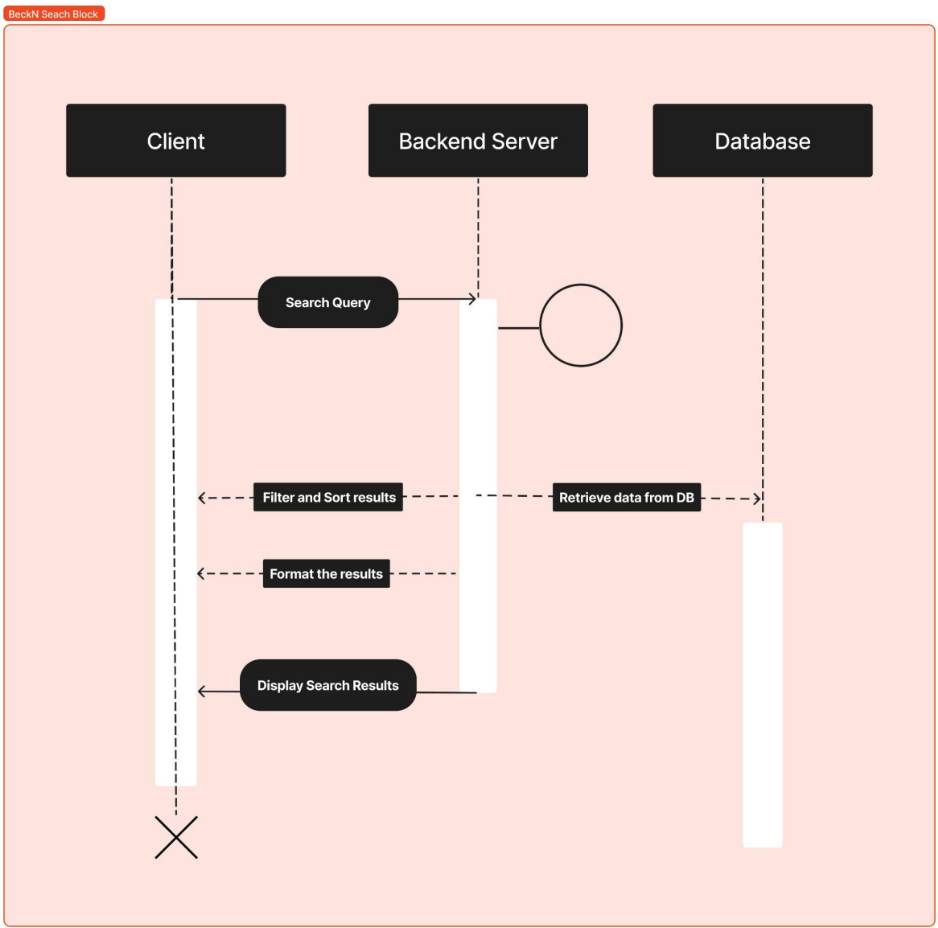 BeckN Seach Block
Client
Backend Server
Database
Search Query
Filter and Sort results
Retrieve data from DB
Format the results
Display Search Results